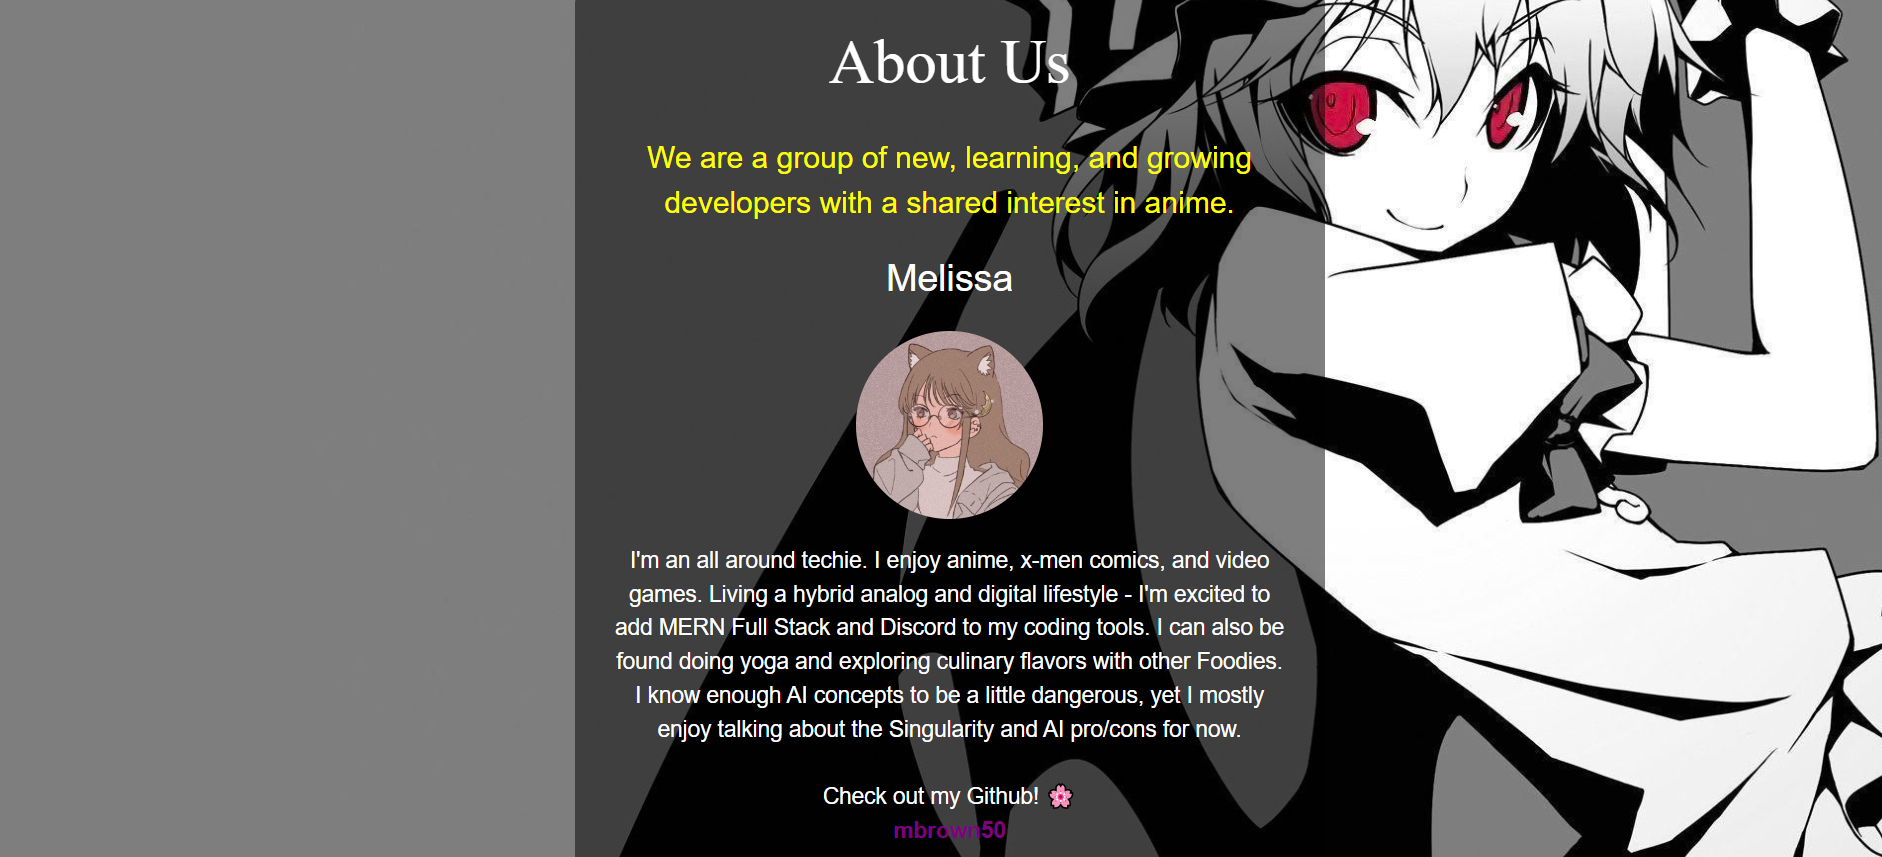 About Us
We are a group of new, learning, and growing
developers with a shared interest in anime.
Melissa
I'm an all around techie. I enjoy anime, x-men comics, and video
games. Living a hybrid analog and digital lifestyle - I'm excited to
add MERN Full Stack and Discord to my coding tools. I can also be
found doing yoga and exploring culinary flavors with other Foodies.
I know enough AI concepts to be a little dangerous, yet I mostly
enjoy talking about the Singularity and AI pro/cons for now.
Check out my Github! 🌸
mbrown50